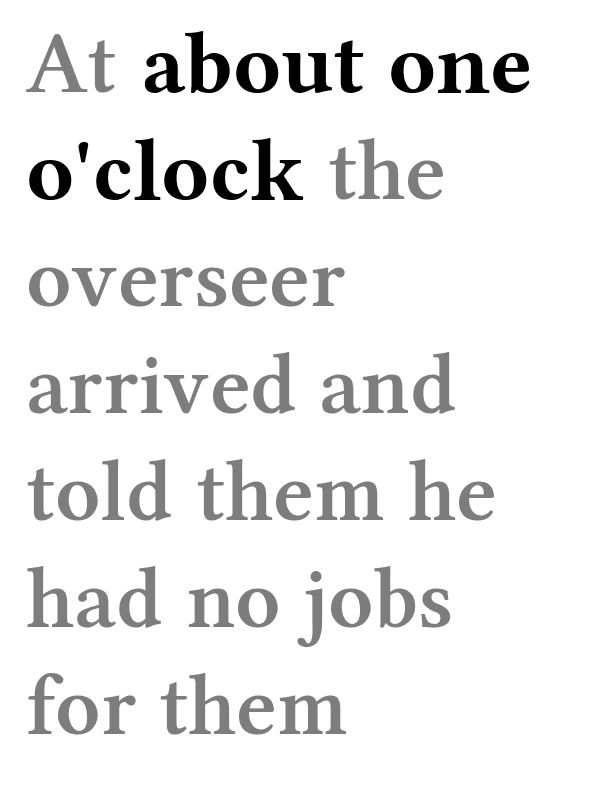 At about one
o'clock the
overseer
arrived and
told them he
had no jobs
for them